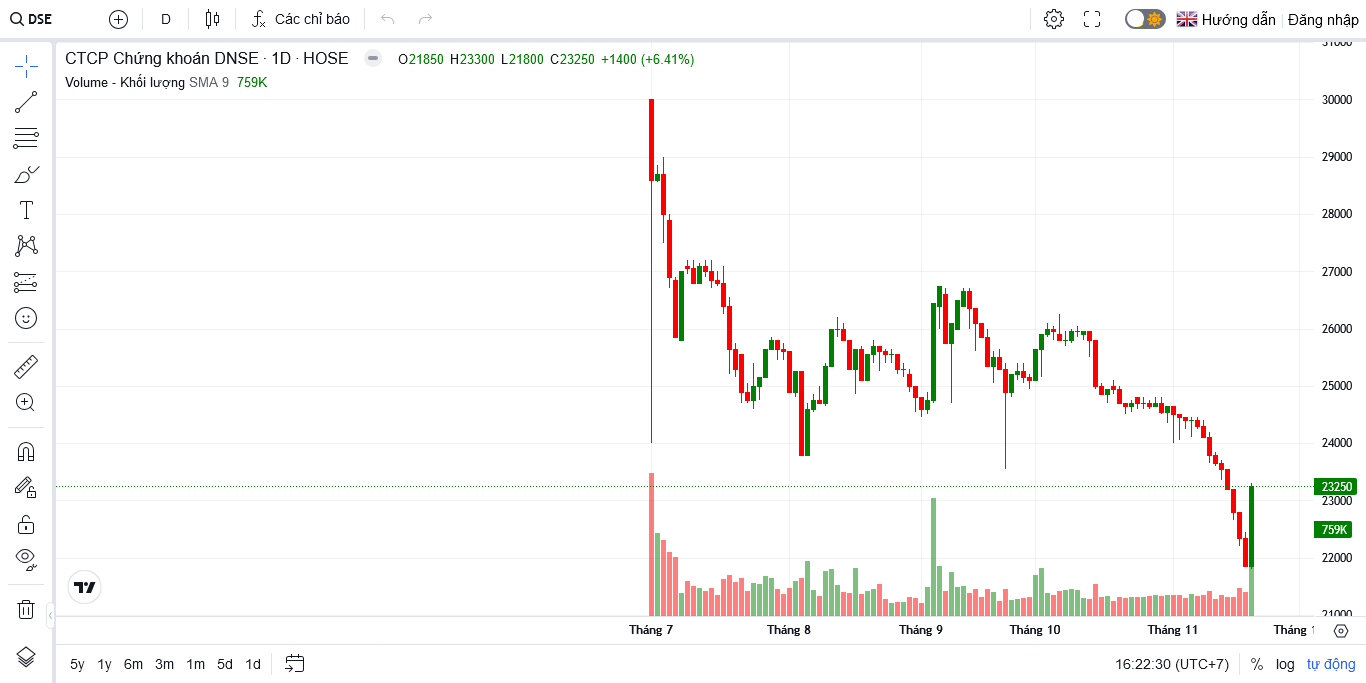 DSE D Các chỉ báo Hướng dẫn Đăng nhập
CTCP Chứng khoán DNSE · 1D · HOSE O21850 H23300 L21800 C23250 +1400 (+6.41%)
Volume - Khối lượng SMA 9 759K
31000
30000
29000
28000
27000
26000
25000
24000
23250
23000
759K
22000
21000
Tháng 7 Tháng 8 Tháng 9 Tháng 10 Tháng 11 Tháng 1
5y 1y 6m 3m 1m 5d 1d 16:22:30 (UTC+7) % log tự động